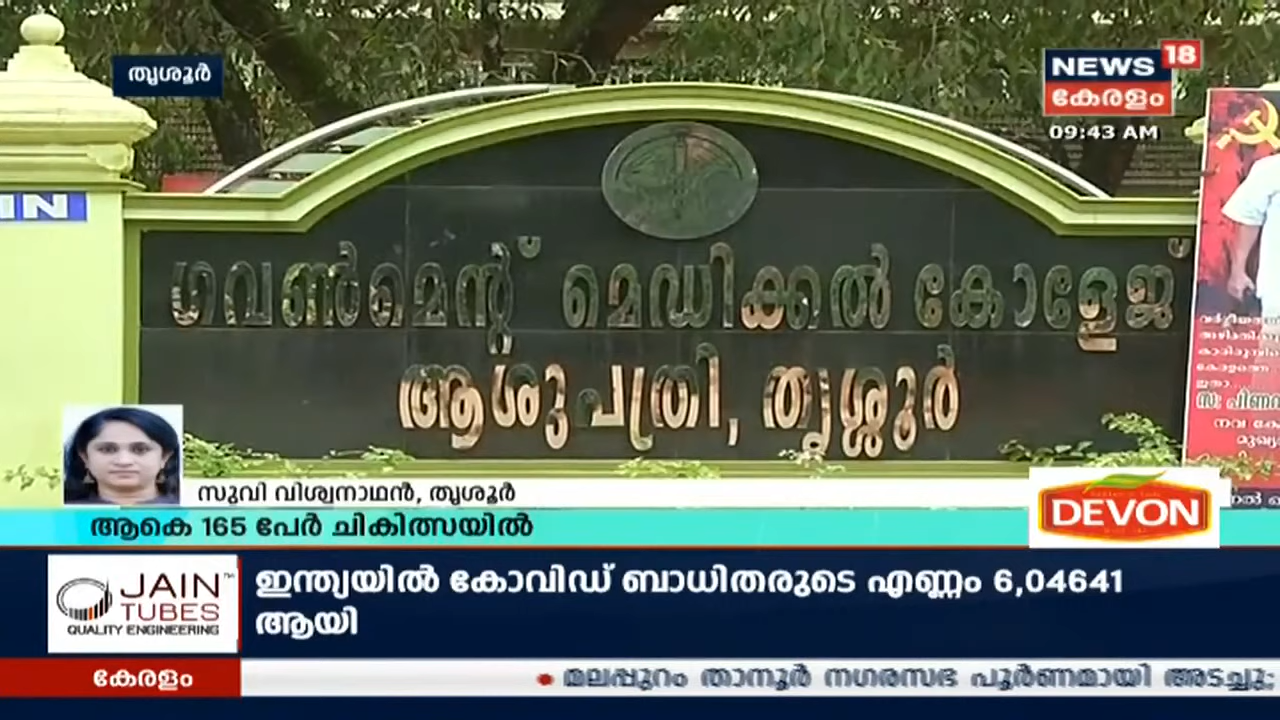 തൃശൂർ
NEWS 18
കേരളം
09:43 AM
IN
ഗവൺമെന്റ് മെഡിക്കൽ കോളേജ്
ആശുപത്രി, തൃശ്ശൂർ
സുവി വിശ്വനാഥൻ, തൃശൂർ
ആകെ 165 പേർ ചികിത്സയിൽ
DEVON
JAIN
TUBES
QUALITY ENGINEERING
ഇന്ത്യയിൽ കോവിഡ് ബാധിതരുടെ എണ്ണം 6,04641
ആയി
കേരളം
മലപ്പുറം താനൂർ നഗരസഭ പൂർണമായി അടച്ചു;